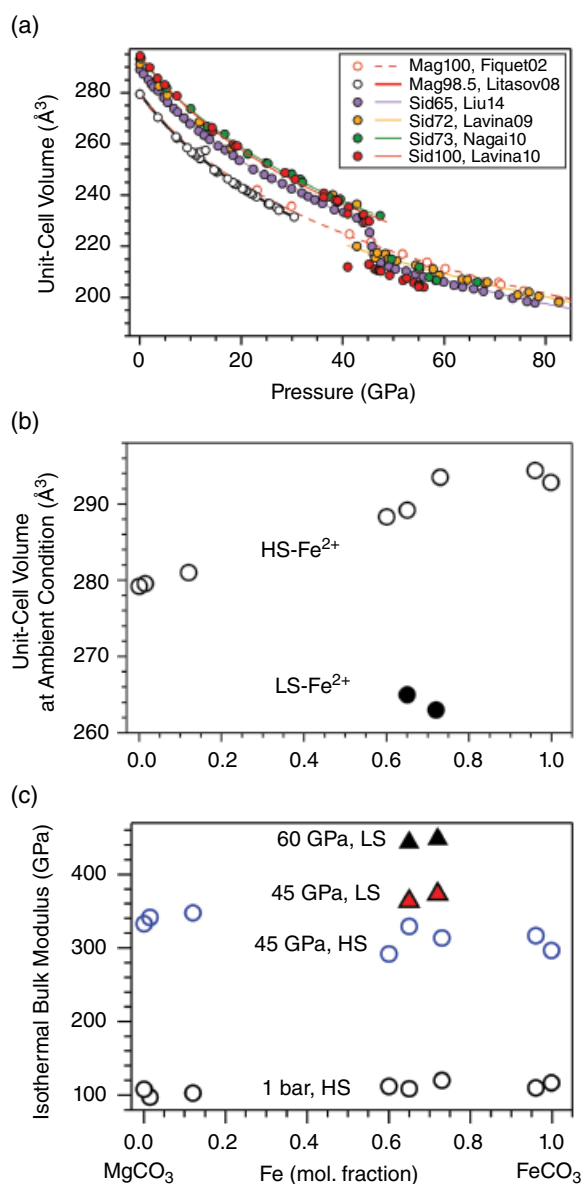 (a)
Unit-Cell Volume (Å³)
280
260
240
220
200
Mag100, Fiquet02
Mag98.5, Litasov08
Sid65, Liu14
Sid72, Lavina09
Sid73, Nagai10
Sid100, Lavina10
0
20
40
60
80
Pressure (GPa)
(b)
Unit-Cell Volume
at Ambient Condition (Å³)
290
280
270
260
HS-Fe²⁺
LS-Fe²⁺
0.0
0.2
0.4
0.6
0.8
1.0
(c)
Isothermal Bulk Modulus (GPa)
400
300
200
100
60 GPa, LS
45 GPa, LS
45 GPa, HS
1 bar, HS
0.0
0.2
0.4
0.6
0.8
1.0
MgCO₃
Fe (mol. fraction)
FeCO₃